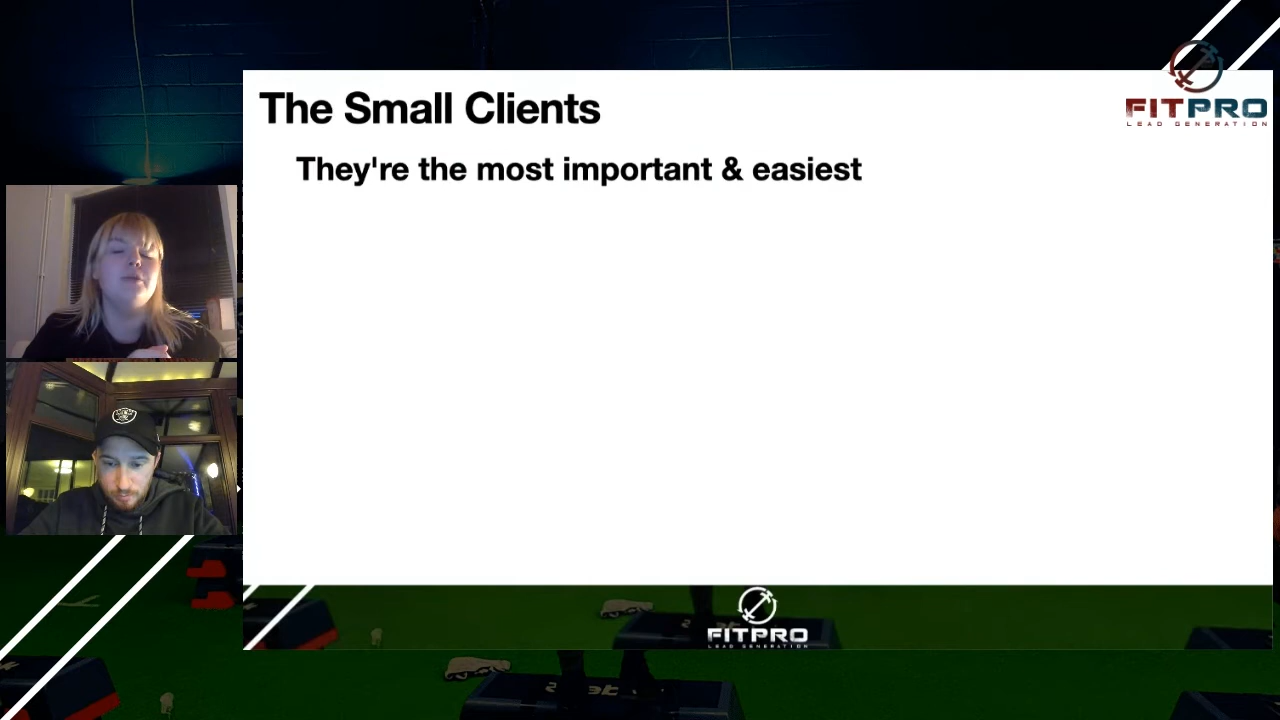 The Small Clients
FITPRO
LEAD GENERATION
They're the most important & easiest
FITPRO
LEAD GENERATION